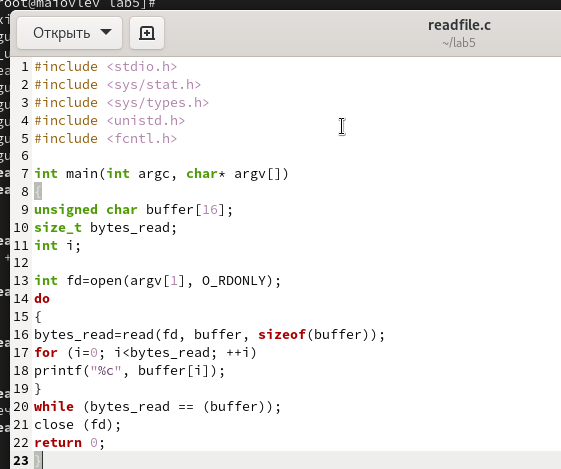 root@maiovlev lab5]#
Открыть
readfile.c
~/lab5
1 #include <stdio.h>
2 #include <sys/stat.h>
3 #include <sys/types.h>
4 #include <unistd.h>
5 #include <fcntl.h>
6
7 int main(int argc, char* argv[])
8 {
9 unsigned char buffer[16];
10 size_t bytes_read;
11 int i;
12
13 int fd=open(argv[1], O_RDONLY);
14 do
15 {
16 bytes_read=read(fd, buffer, sizeof(buffer));
17 for (i=0; i<bytes_read; ++i)
18 printf("%c", buffer[i]);
19 }
20 while (bytes_read == (buffer));
21 close (fd);
22 return 0;
23 }